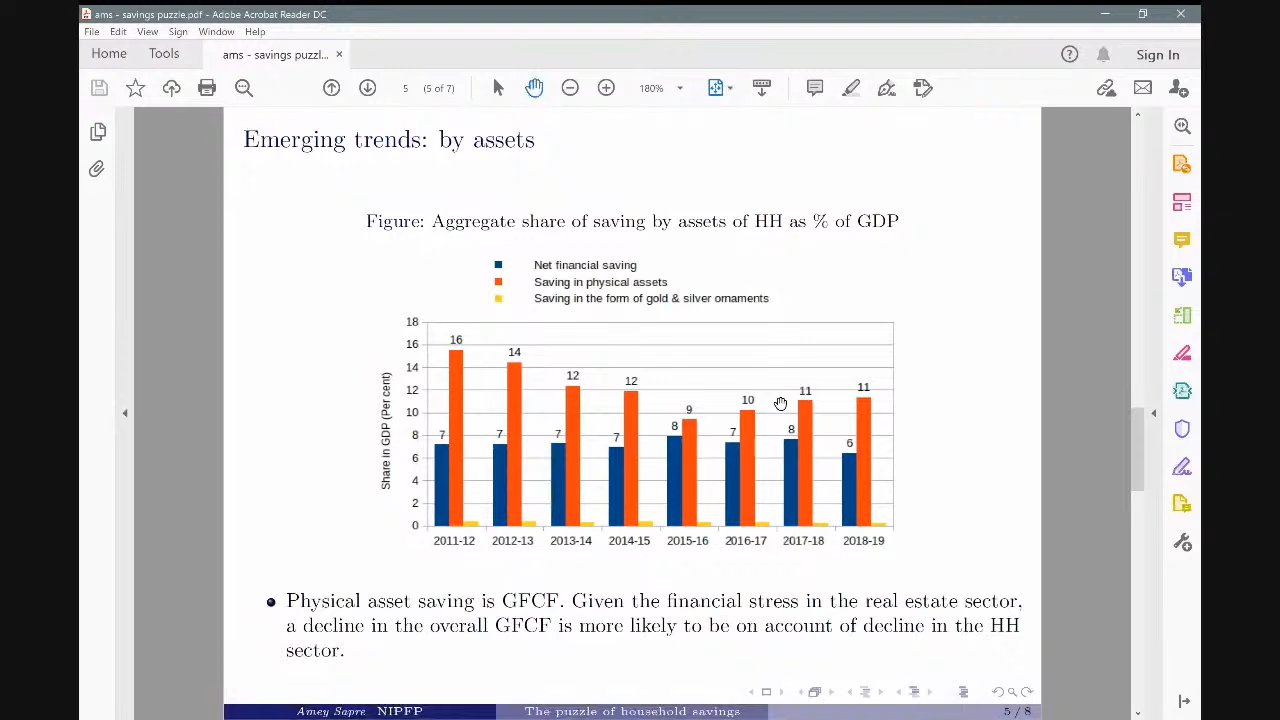 ams - savings puzzle.pdf - Adobe Acrobat Reader DC
File Edit View Sign Window Help
Home Tools ams - savings puzzl... × Sign In
5 (5 of 7) 180%
Emerging trends: by assets
Figure: Aggregate share of saving by assets of HH as % of GDP
Net financial saving
Saving in physical assets
Saving in the form of gold & silver ornaments
Share in GDP (Per cent)
18
16
14
12
10
8
6
4
2
0
7 16 7 14 7 12 7 12 8 9 7 10 8 11 6 11
2011-12 2012-13 2013-14 2014-15 2015-16 2016-17 2017-18 2018-19
Physical asset saving is GFCF. Given the financial stress in the real estate sector,
a decline in the overall GFCF is more likely to be on account of decline in the HH
sector.
Amey Sapre NIPFP The puzzle of household savings 5 / 8